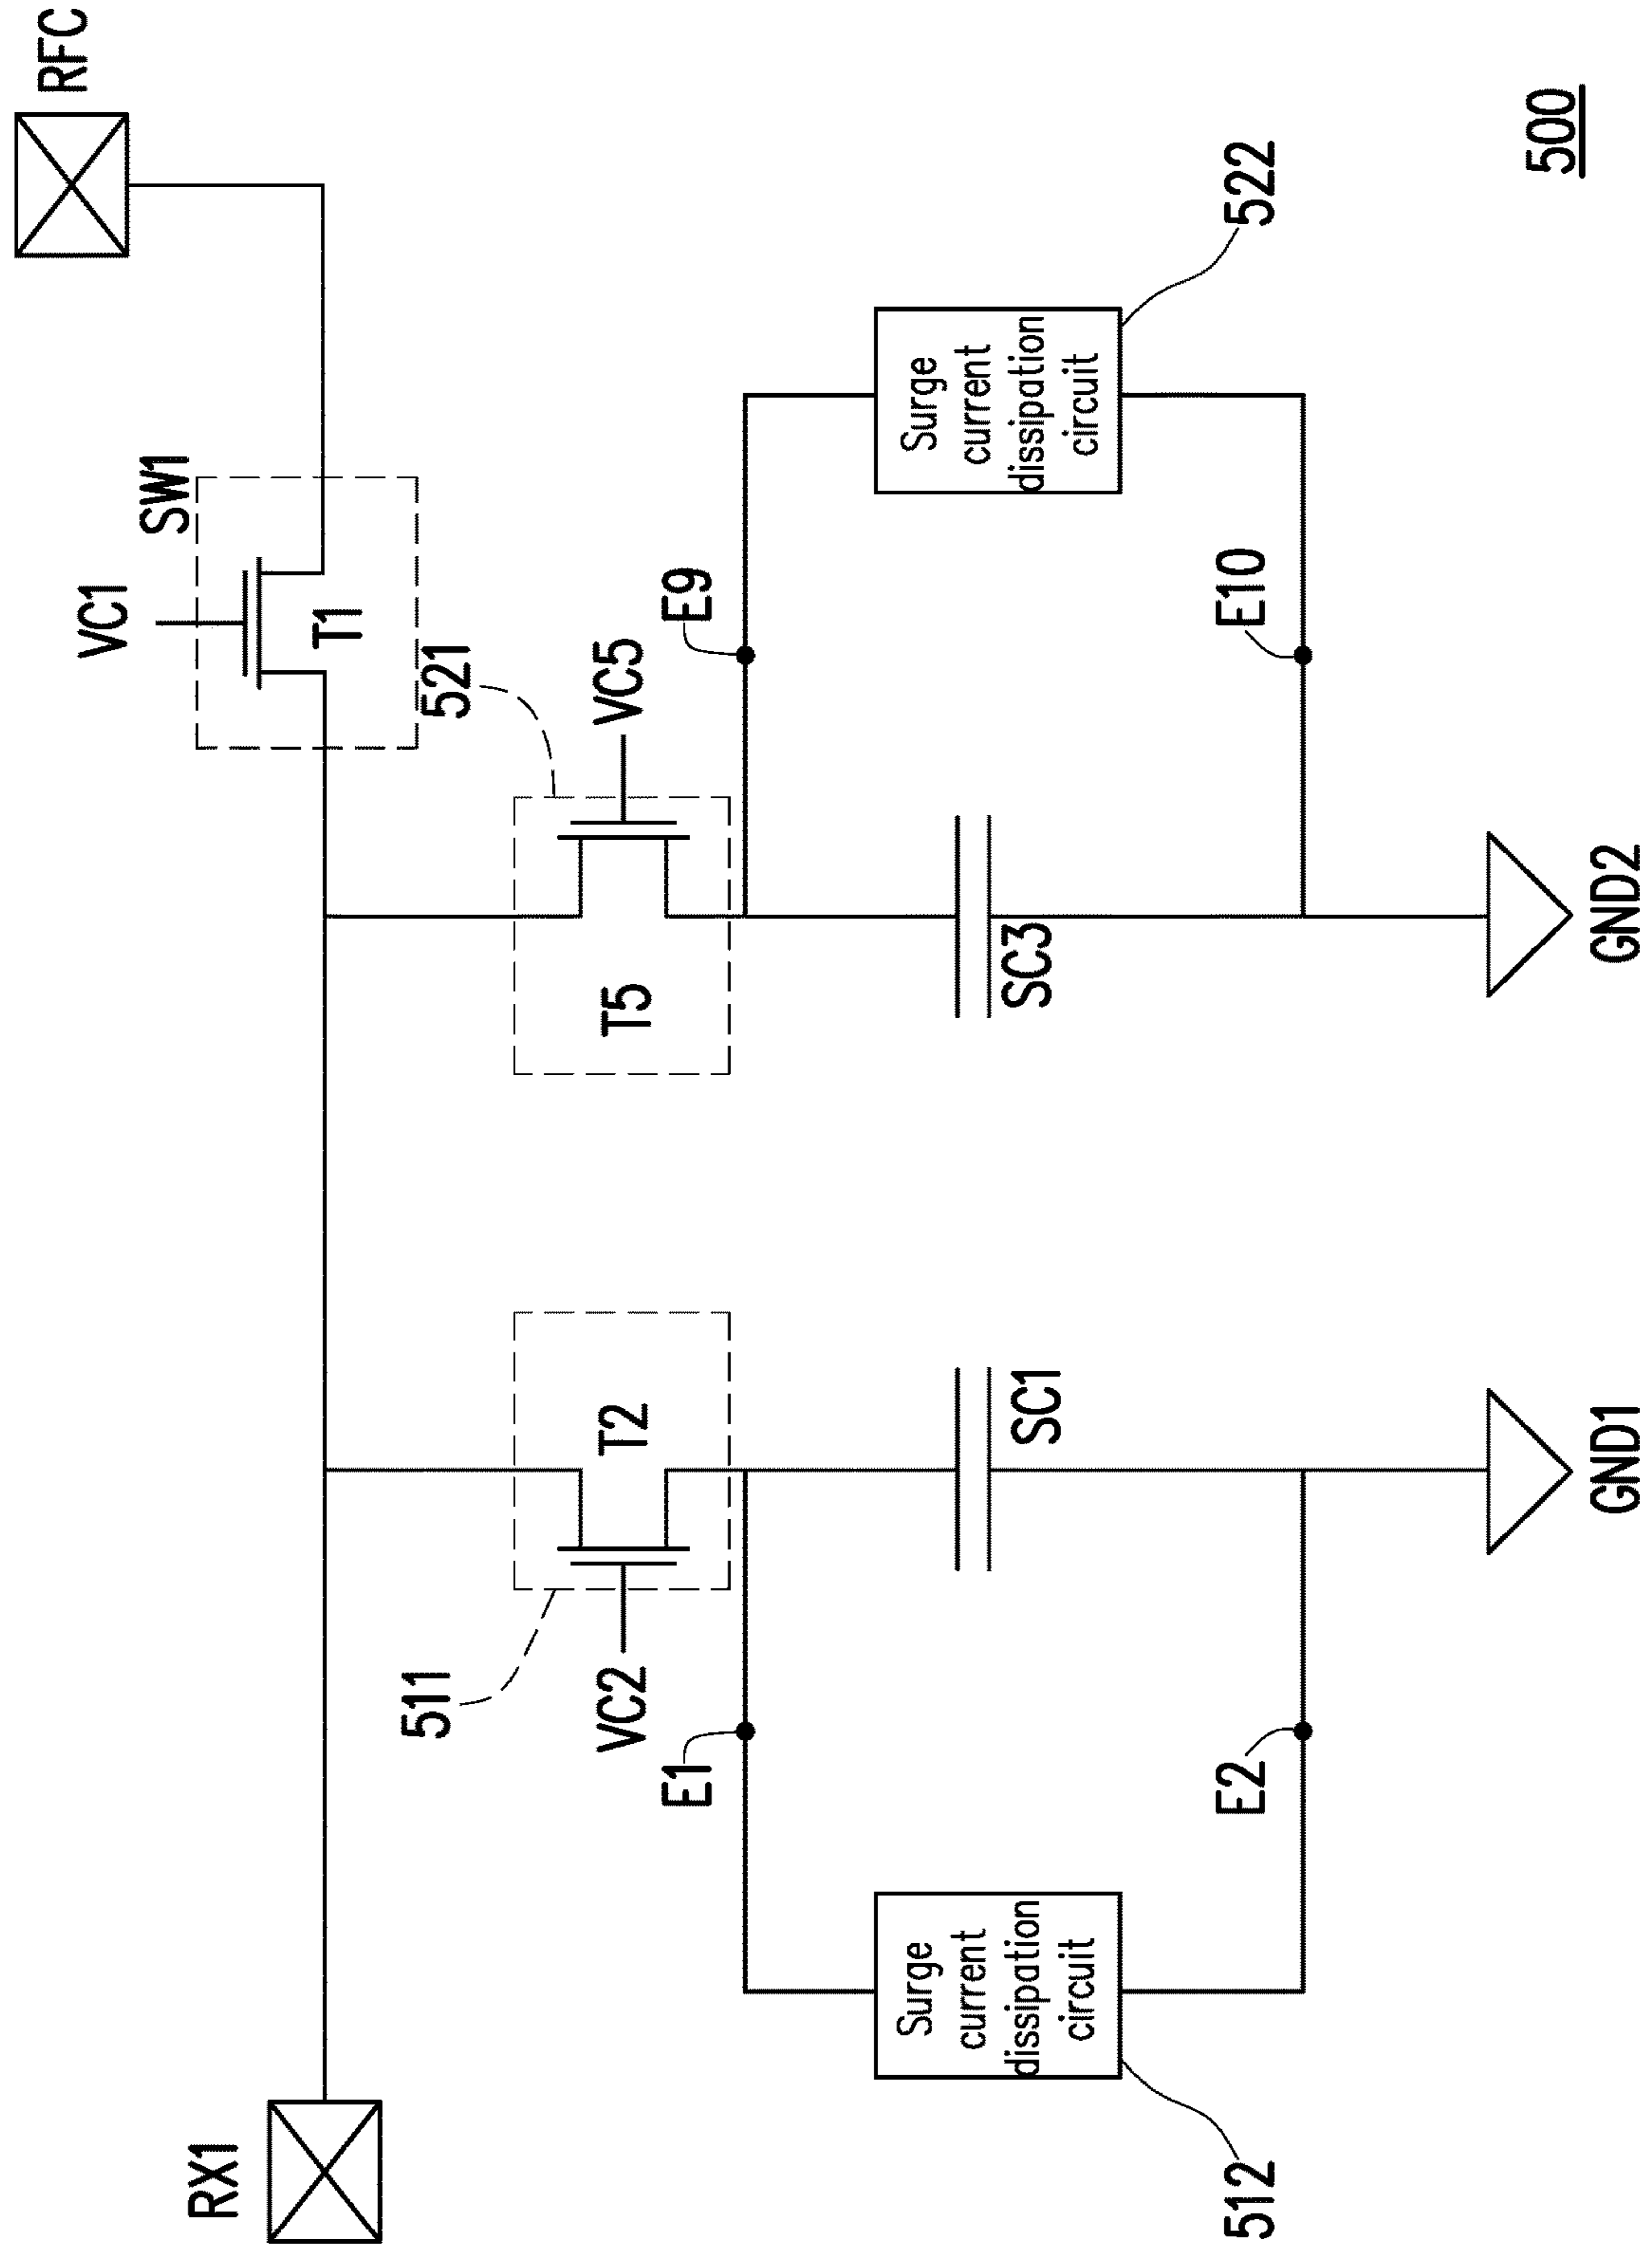 RFC
SW1
VC1
T1
RX1
521
VC5
T5
E9
Surge
current
dissipation
circuit
522
SC3
E10
GND2
511
VC2
T2
E1
Surge
current
dissipation
circuit
512
SC1
E2
GND1
500